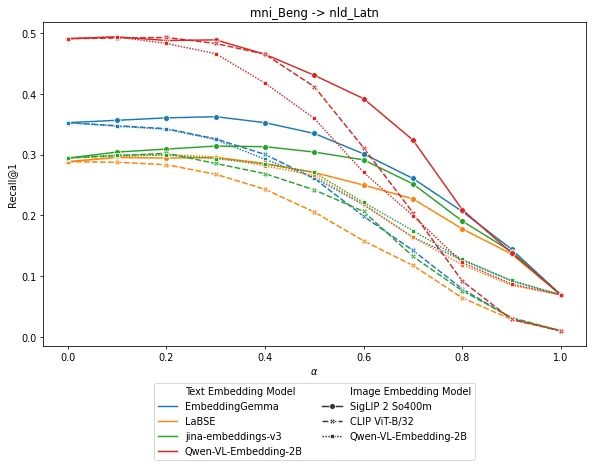 mni_Beng -> nld_Latn
Recall@1
0.5
0.4
0.3
0.2
0.1
0.0
0.0 0.2 0.4 0.6 0.8 1.0
α
Text Embedding Model Image Embedding Model
EmbeddingGemma SigLIP 2 So400m
LaBSE CLIP ViT-B/32
jina-embeddings-v3 Qwen-VL-Embedding-2B
Qwen-VL-Embedding-2B